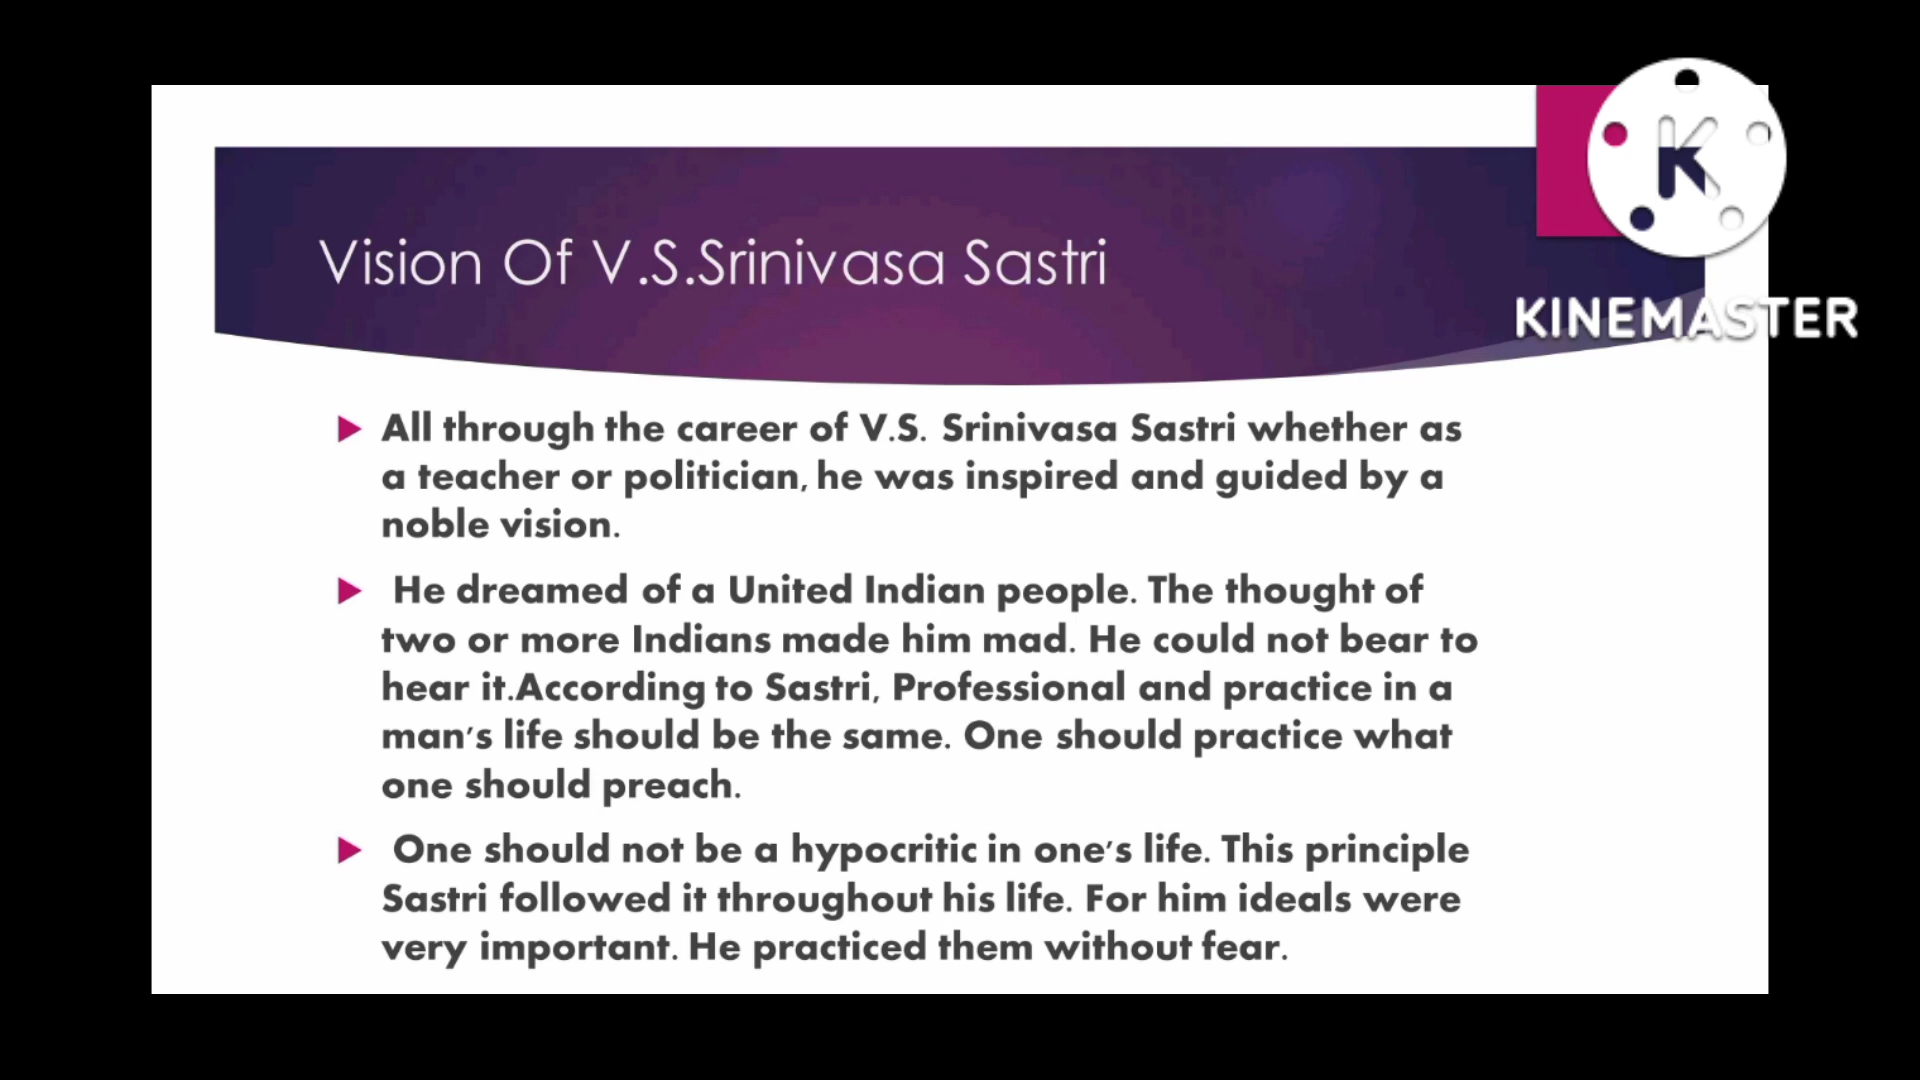 Vision Of V.S.Srinivasa Sastri
K
KINEMASTER
All through the career of V.S. Srinivasa Sastri whether as
a teacher or politician, he was inspired and guided by a
noble vision.
He dreamed of a United Indian people. The thought of
two or more Indians made him mad. He could not bear to
hear it.According to Sastri, Professional and practice in a
man's life should be the same. One should practice what
one should preach.
One should not be a hypocritic in one's life. This principle
Sastri followed it throughout his life. For him ideals were
very important. He practiced them without fear.